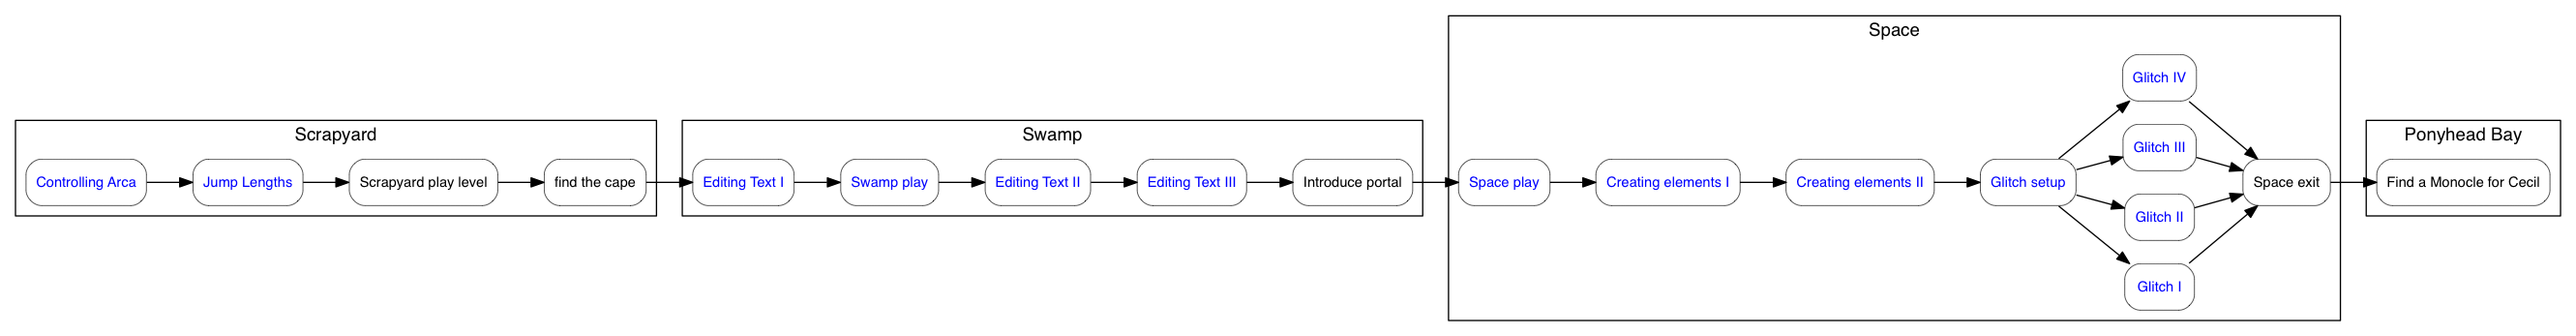 Space
Glitch IV
Scrapyard
Swamp
Ponyhead Bay
Glitch III
Controlling Arca
Jump Lengths
Scrapyard play level
find the cape
Editing Text I
Swamp play
Editing Text II
Editing Text III
Introduce portal
Space play
Creating elements I
Creating elements II
Glitch setup
Space exit
Find a Monocle for Cecil
Glitch II
Glitch I